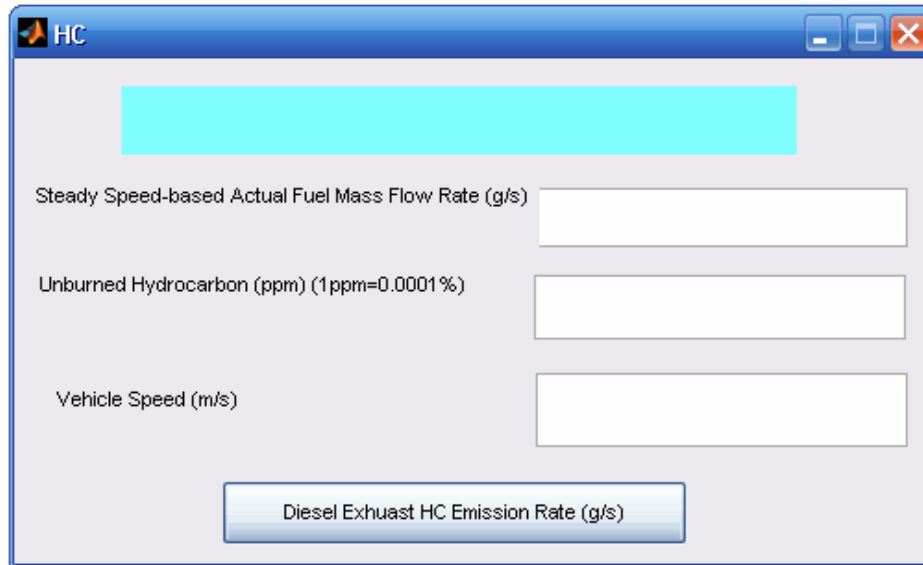 HC
Steady Speed-based Actual Fuel Mass Flow Rate (g/s)
Unburned Hydrocarbon (ppm) (1ppm=0.0001%)
Vehicle Speed (m/s)
Diesel Exhuast HC Emission Rate (g/s)